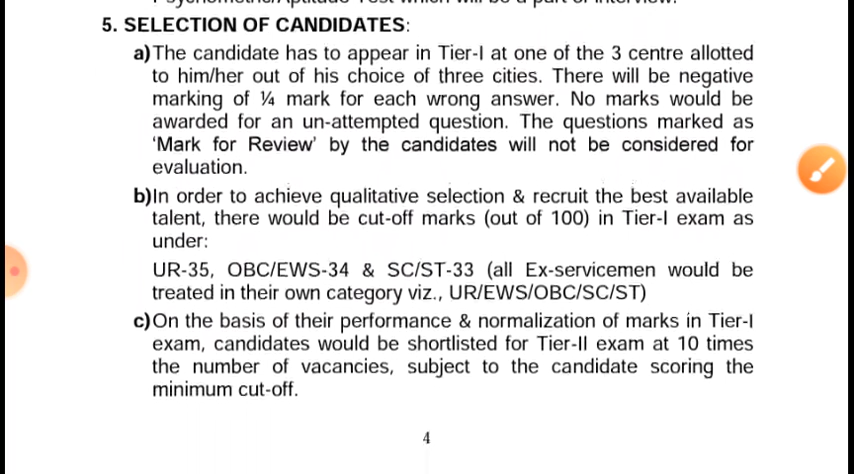 5. SELECTION OF CANDIDATES:
a)The candidate has to appear in Tier-I at one of the 3 centre allotted
to him/her out of his choice of three cities. There will be negative
marking of ¼ mark for each wrong answer. No marks would be
awarded for an un-attempted question. The questions marked as
'Mark for Review' by the candidates will not be considered for
evaluation.
b)In order to achieve qualitative selection & recruit the best available
talent, there would be cut-off marks (out of 100) in Tier-I exam as
under:
UR-35, OBC/EWS-34 & SC/ST-33 (all Ex-servicemen would be
treated in their own category viz., UR/EWS/OBC/SC/ST)
c)On the basis of their performance & normalization of marks in Tier-I
exam, candidates would be shortlisted for Tier-II exam at 10 times
the number of vacancies, subject to the candidate scoring the
minimum cut-off.
4